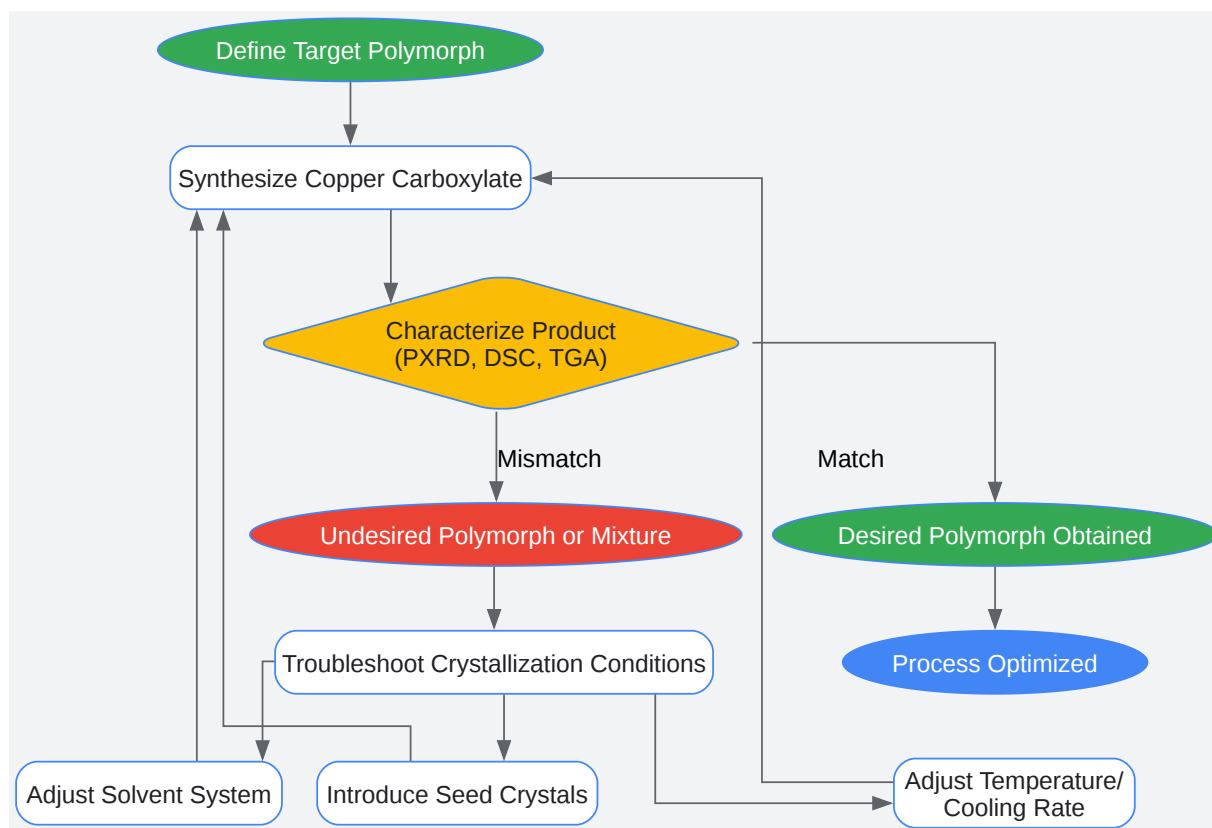 Define Target Polymorph
Synthesize Copper Carboxylate
Characterize Product
(PXRD, DSC, TGA)
Mismatch
Match
Undesired Polymorph or Mixture
Desired Polymorph Obtained
Troubleshoot Crystallization Conditions
Process Optimized
Adjust Solvent System
Introduce Seed Crystals
Adjust Temperature/
Cooling Rate